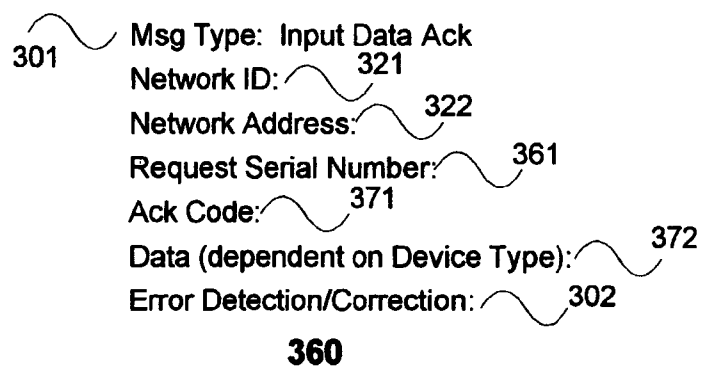 301 Msg Type: Input Data Ack
Network ID: 321
Network Address: 322
Request Serial Number: 361
Ack Code: 371
Data (dependent on Device Type): 372
Error Detection/Correction: 302
360